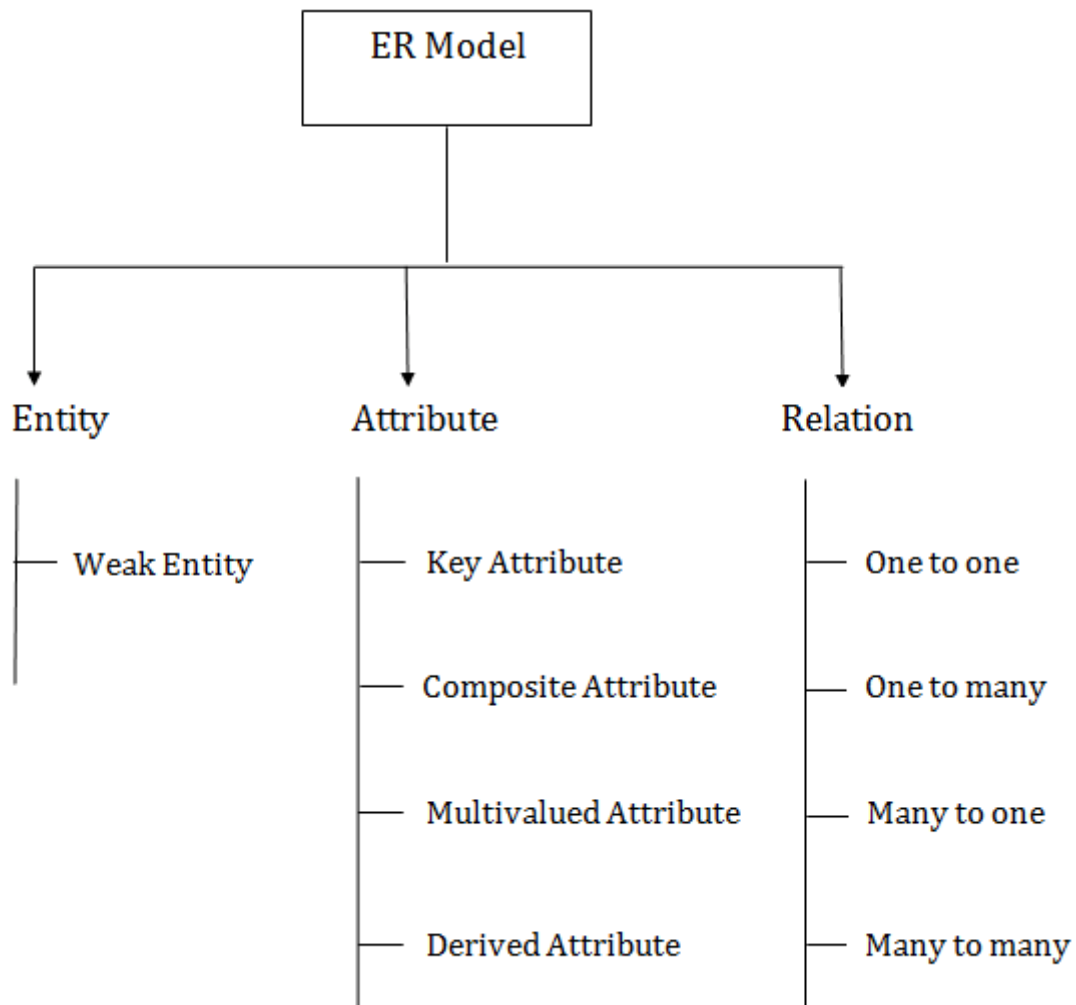 ER Model
Entity
Attribute
Relation
Weak Entity
Key Attribute
One to one
Composite Attribute
One to many
Multivalued Attribute
Many to one
Derived Attribute
Many to many